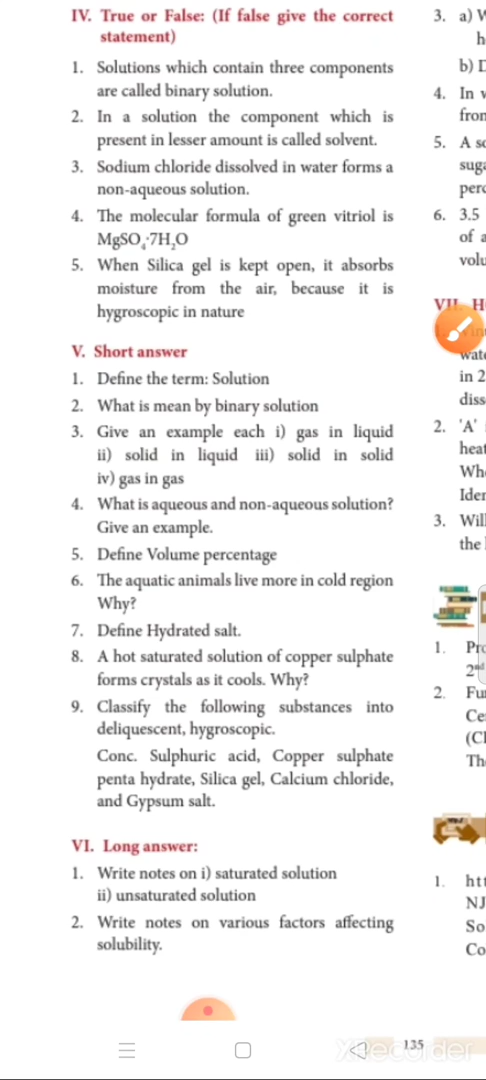 IV. True or False: (If false give the correct
statement)
1. Solutions which contain three components
are called binary solution.
2. In a solution the component which is
present in lesser amount is called solvent.
3. Sodium chloride dissolved in water forms a
non-aqueous solution.
4. The molecular formula of green vitriol is
MgSO₄·7H₂O
5. When Silica gel is kept open, it absorbs
moisture from the air, because it is
hygroscopic in nature
V. Short answer
1. Define the term: Solution
2. What is mean by binary solution
3. Give an example each i) gas in liquid
ii) solid in liquid iii) solid in solid
iv) gas in gas
4. What is aqueous and non-aqueous solution?
Give an example.
5. Define Volume percentage
6. The aquatic animals live more in cold region
Why?
7. Define Hydrated salt.
8. A hot saturated solution of copper sulphate
forms crystals as it cools. Why?
9. Classify the following substances into
deliquescent, hygroscopic.
Conc. Sulphuric acid, Copper sulphate
penta hydrate, Silica gel, Calcium chloride,
and Gypsum salt.
VI. Long answer:
1. Write notes on i) saturated solution
ii) unsaturated solution
2. Write notes on various factors affecting
solubility.
3. a)
b)
4. In
5. A
6. 3.5
of
VII.
in 2
2. 'A'
3.
the
1.
2nd
2.
Th
1.
NJ
So
Co
135
XRecorder